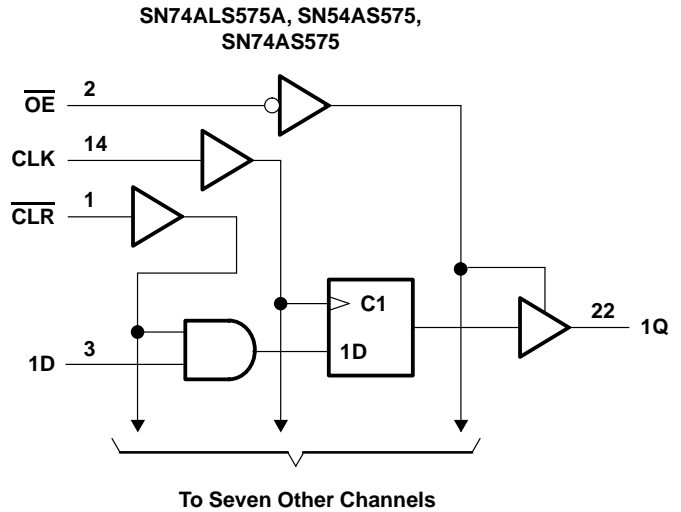 SN74ALS575A, SN54AS575,
SN74AS575
OE 2
CLK 14
CLR 1
C1
22 1Q
1D 3
1D
To Seven Other Channels